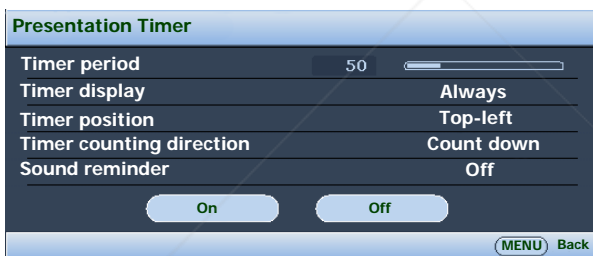 Presentation Timer
Timer period 50
Timer display Always
Timer position Top-left
Timer counting direction Count down
Sound reminder Off
On Off
MENU Back